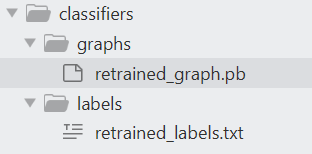 classifiers
graphs
retrained_graph.pb
labels
retrained_labels.txt